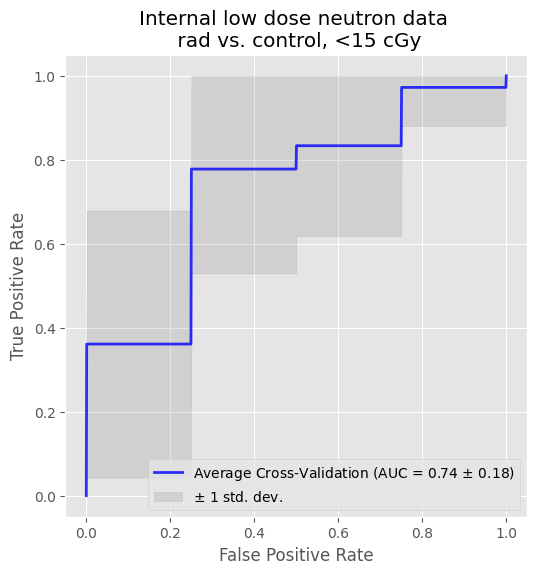 Internal low dose neutron data
rad vs. control, <15 cGy
True Positive Rate
1.0
0.8
0.6
0.4
0.2
0.0
Average Cross-Validation (AUC = 0.74 ± 0.18)
± 1 std. dev.
0.0 0.2 0.4 0.6 0.8 1.0
False Positive Rate